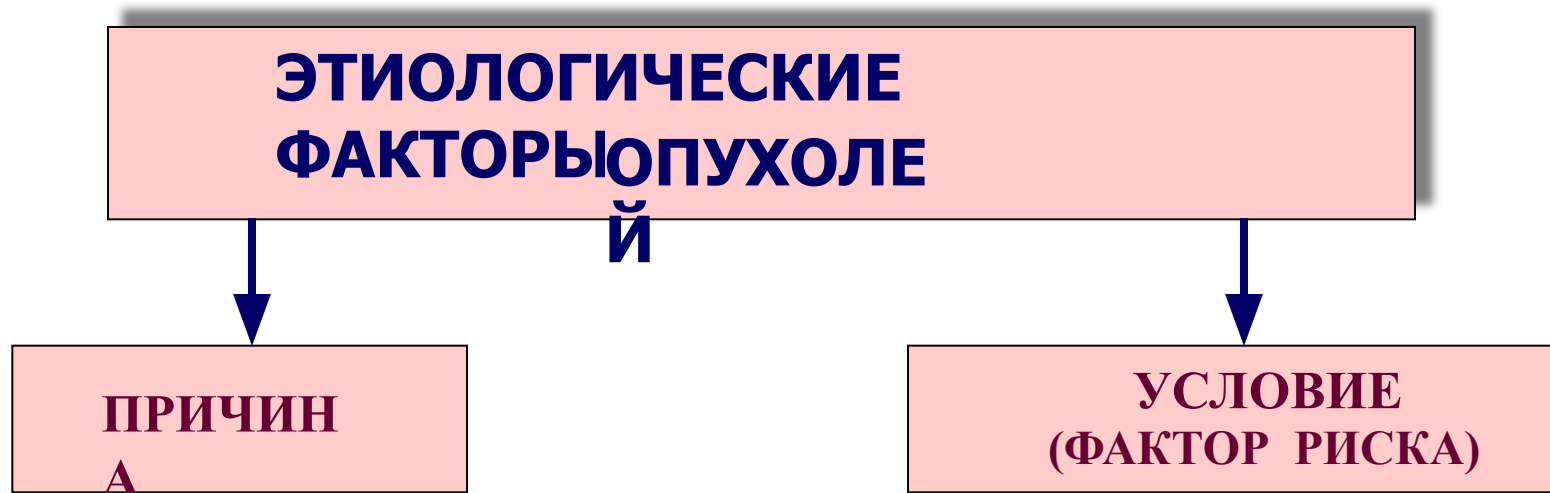 ЭТИОЛОГИЧЕСКИЕ
ФАКТОРЫ ОПУХОЛЕ
Й
ПРИЧИН
А
УСЛОВИЕ
(ФАКТОР РИСКА)